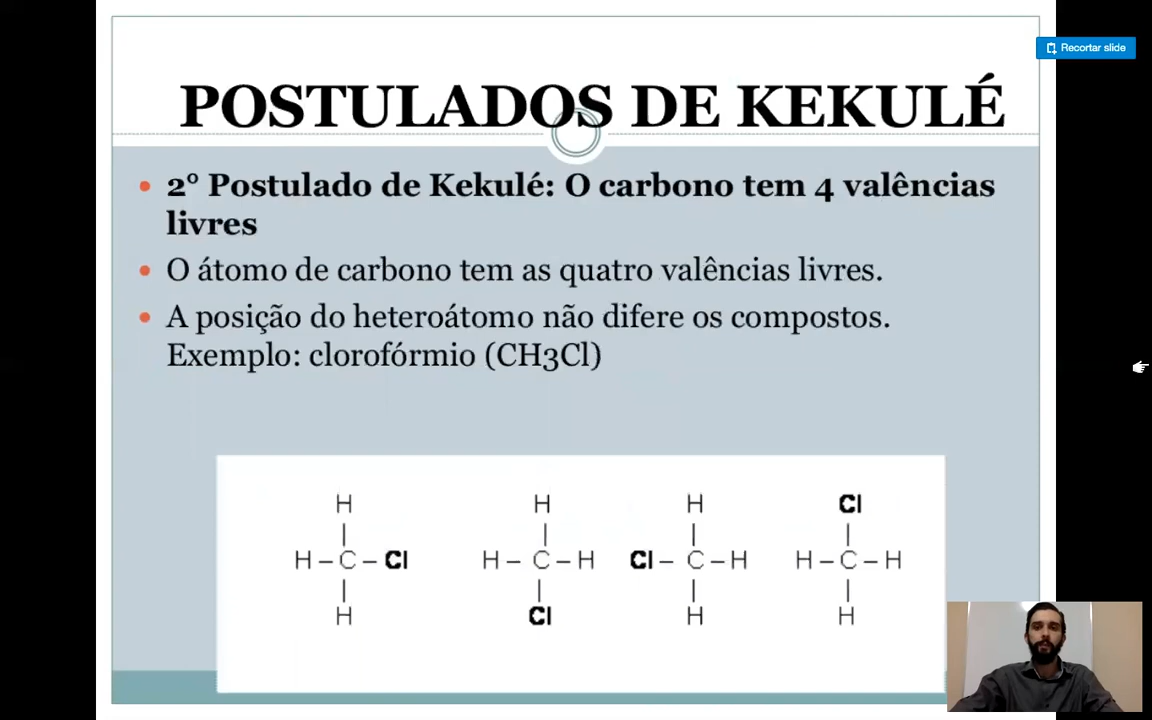 Recortar slide
POSTULADOS DE KEKULÉ
• 2° Postulado de Kekulé: O carbono tem 4 valências
livres
• O átomo de carbono tem as quatro valências livres.
• A posição do heteroátomo não difere os compostos.
Exemplo: clorofórmio (CH3Cl)
H H H Cl
| | | |
H – C – Cl H – C – H Cl – C – H H – C – H
| | | |
H Cl H H